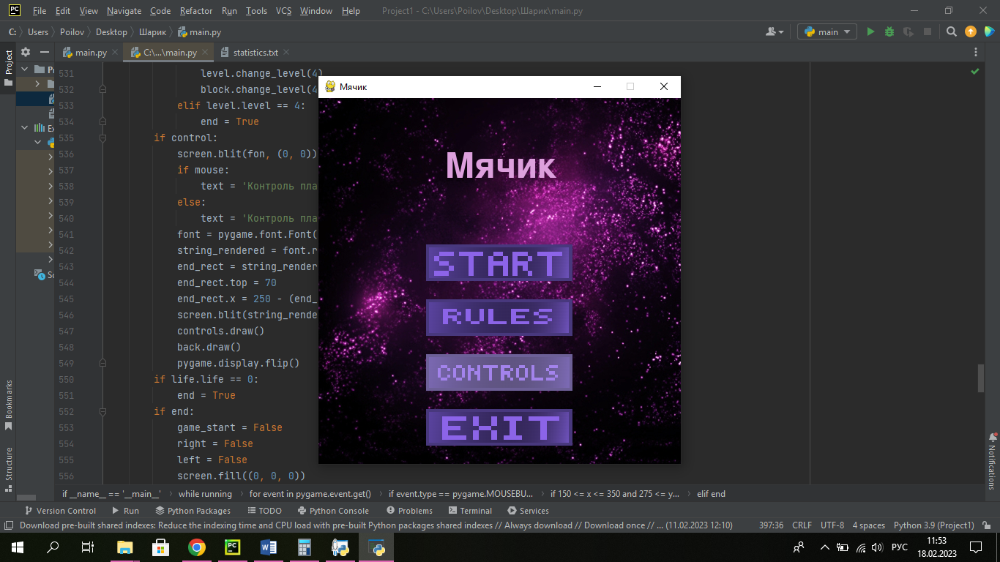 PC File Edit View Navigate Code Refactor Run Tools VCS Window Help Project1 - C:\Users\Poilov\Desktop\Шарик\main.py
C: Users Poilov Desktop Шарик main.py main
Project main.py C:\...\main.py statistics.txt
531 level.change_level(4)
532 block.change_level(4
533 elif level.level == 4:
534 end = True
535 if control:
536 screen.blit(fon, (0, 0))
537 if mouse:
538 text = 'Контроль пла
539 else:
540 text = 'Контроль пла
541 font = pygame.font.Font(
542 string_rendered = font.r
543 end_rect = string_render
544 end_rect.top = 70
545 end_rect.x = 250 - (end_
546 screen.blit(string_rende
547 controls.draw()
548 back.draw()
549 pygame.display.flip()
550 if life.life == 0:
551 end = True
552 if end:
553 game_start = False
554 right = False
555 left = False
556 screen.fill((0, 0, 0))
Мячик
Мячик
START
RULES
CONTROLS
EXIT
Bookmarks
Structure
Notifications
if __name__ == '__main__' while running for event in pygame.event.get() if event.type == pygame.MOUSEBU... if 150 <= x <= 350 and 275 <= y... elif end
Version Control Run Python Packages TODO Python Console Problems Terminal Services
Download pre-built shared indexes: Reduce the indexing time and CPU load with pre-built Python packages shared indexes // Always download // Download once // ... (11.02.2023 12:10) 397:36 CRLF UTF-8 4 spaces Python 3.9 (Project1)
PC РУС 11:53
18.02.2023